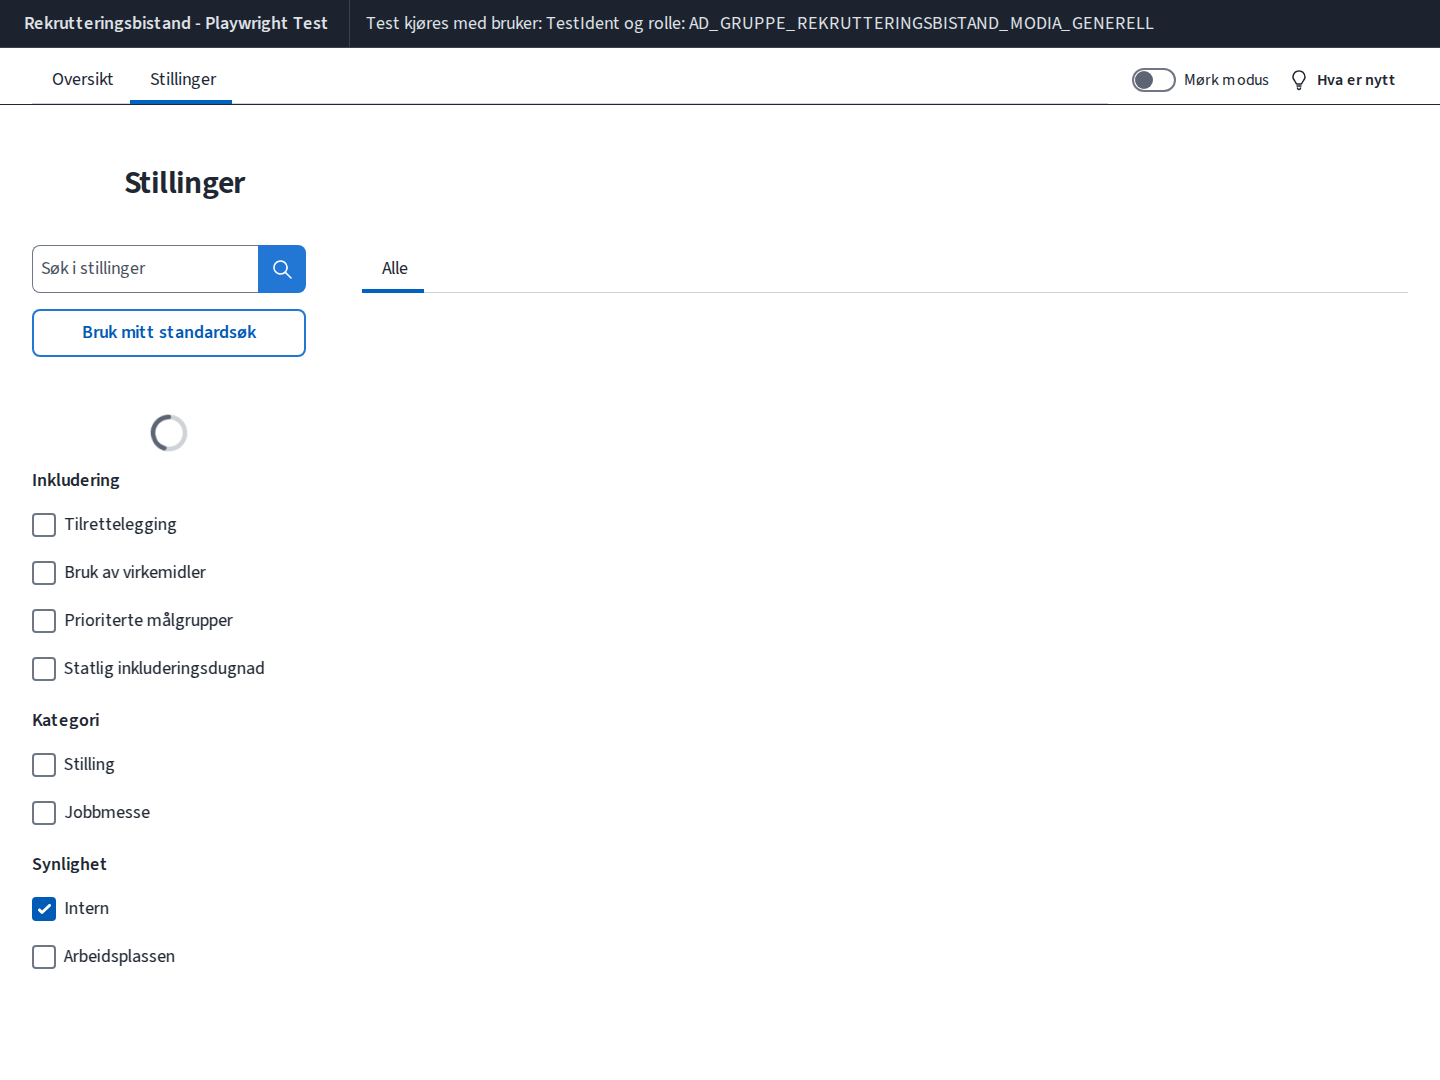 Rekrutteringsbistand - Playwright Test
Test kjøres med bruker: TestIdent og rolle: AD_GRUPPE_REKRUTTERINGSBISTAND_MODIA_GENERELL
Oversikt
Stillinger
Mørk modus
Hva er nytt
Stillinger
Søk i stillinger
Alle
Bruk mitt standardsøk
Inkludering
Tilrettelegging
Bruk av virkemidler
Prioriterte målgrupper
Statlig inkluderingsdugnad
Kategori
Stilling
Jobbmesse
Synlighet
Intern
Arbeidsplassen